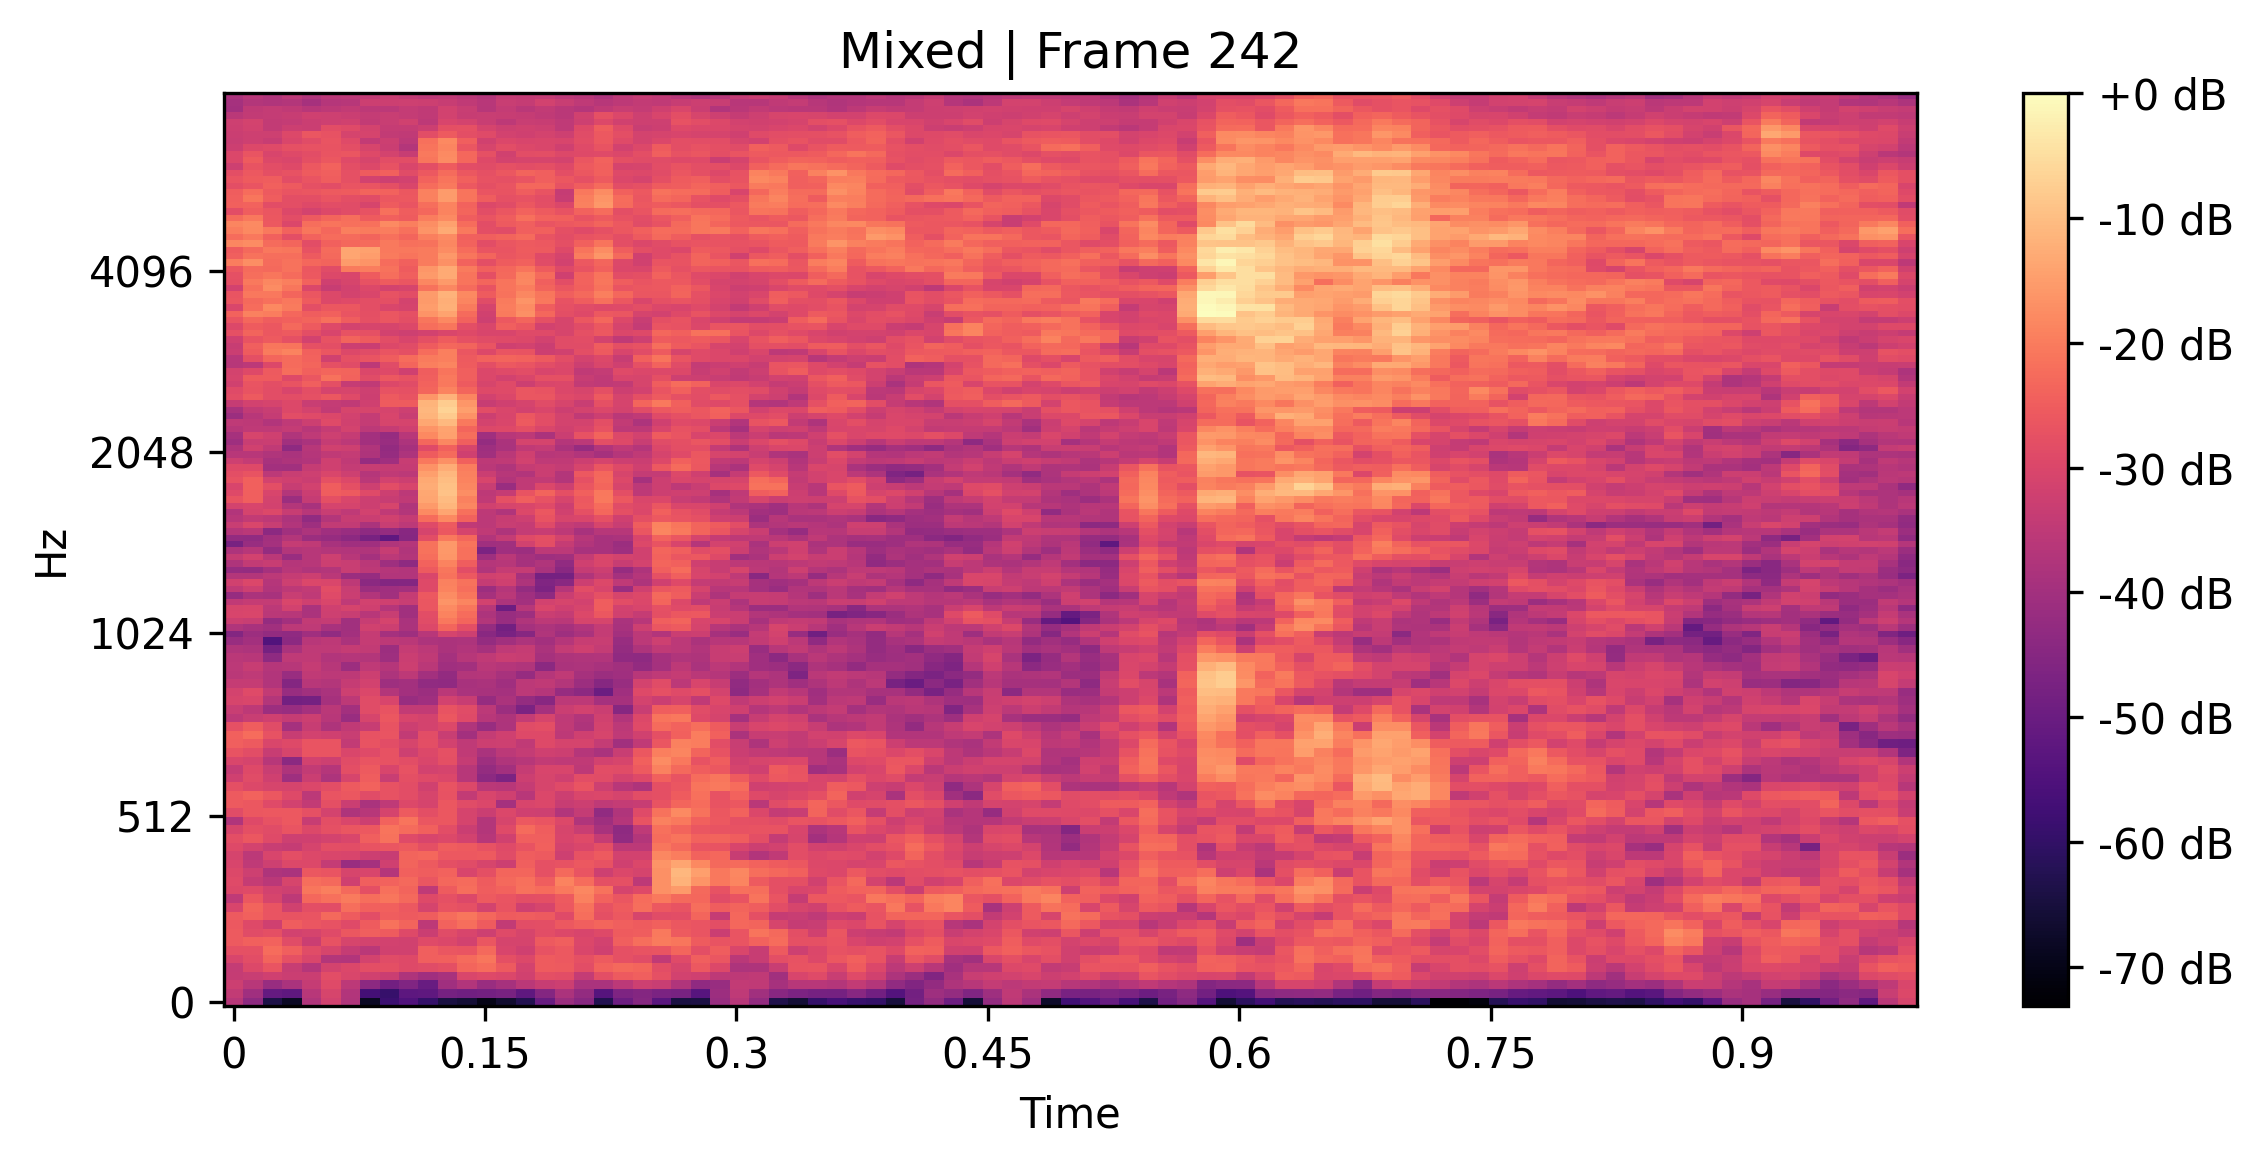 Mixed | Frame 242
+0 dB
-10 dB
-20 dB
-30 dB
-40 dB
-50 dB
-60 dB
-70 dB
Hz
4096
2048
1024
512
0
0 0.15 0.3 0.45 0.6 0.75 0.9
Time